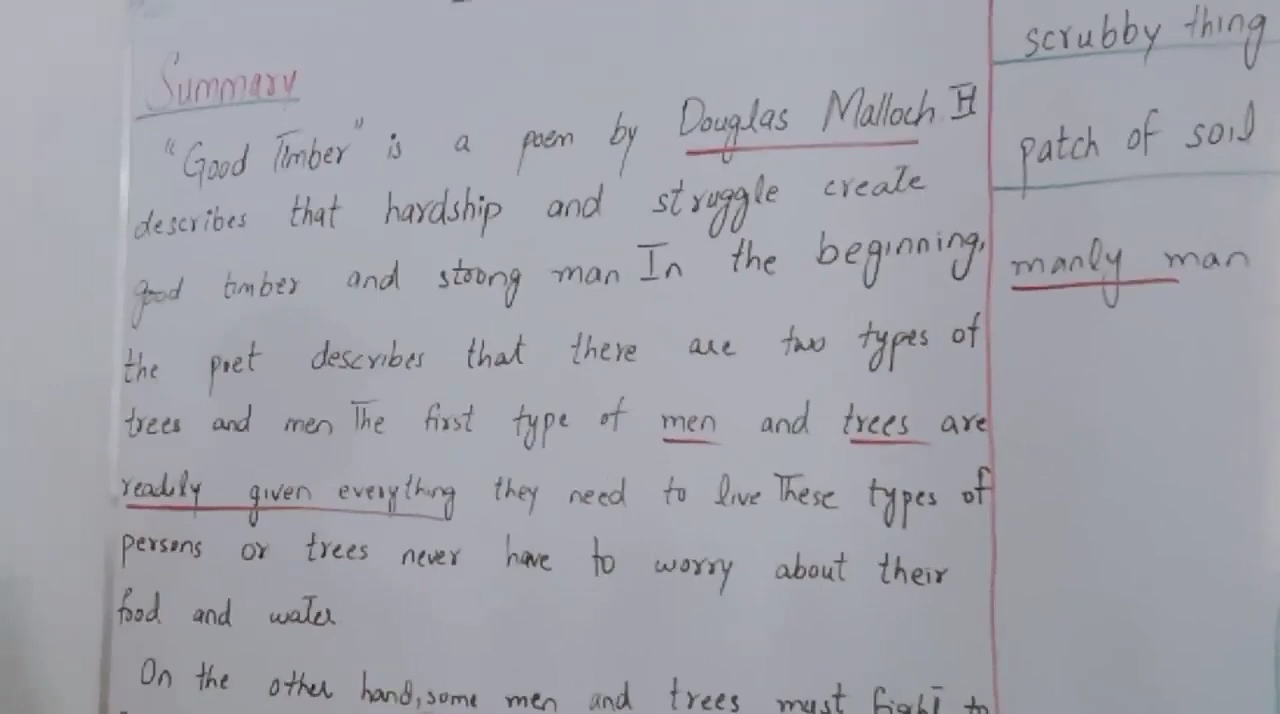 Summary
"Good Timber" is a poem by Douglas Malloch It
describes that hardship and struggle create
good timber and strong man In the beginning,
the poet describes that there are two types of
trees and men The first type of men and trees are
readily given everything they need to live These types of
persons or trees never have to worry about their
food and water
On the other hand, some men and trees must fight to
scrubby thing
patch of soil
manly man